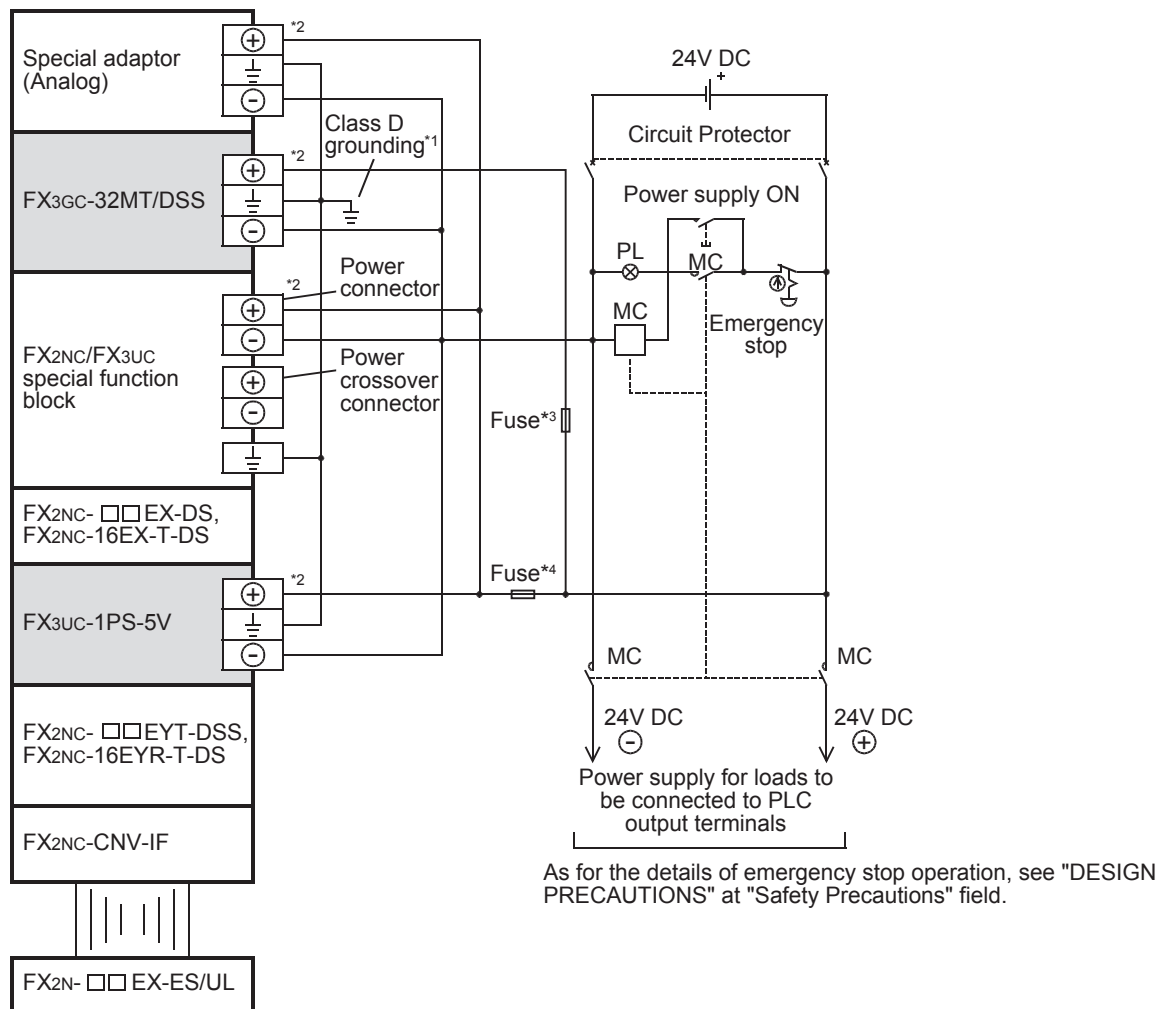 Special adaptor
(Analog)
*2
FX3GC-32MT/DSS
*2
Class D
grounding*1
FX2NC/FX3UC
special function
block
*2
Power
connector
Power
crossover
connector
FX2NC- □□EX-DS,
FX2NC-16EX-T-DS
FX3UC-1PS-5V
*2
FX2NC- □□EYT-DSS,
FX2NC-16EYR-T-DS
FX2NC-CNV-IF
FX2N- □□ EX-ES/UL
Fuse*3
Fuse*4
24V DC
+
Circuit Protector
Power supply ON
PL
MC
MC
Emergency
stop
MC
MC
24V DC
-
24V DC
+
Power supply for loads to
be connected to PLC
output terminals
As for the details of emergency stop operation, see "DESIGN
PRECAUTIONS" at "Safety Precautions" field.